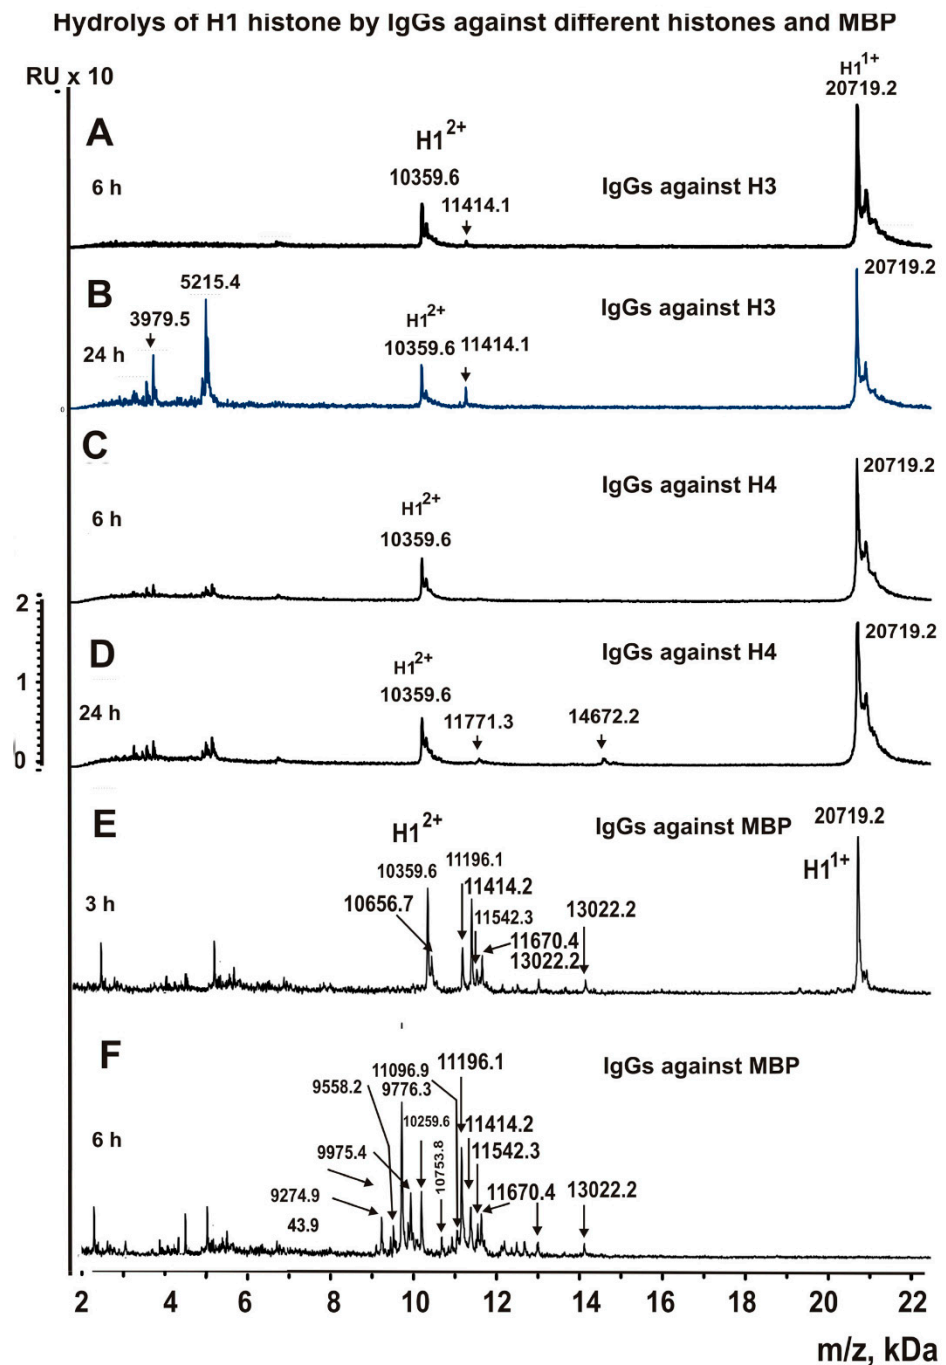 Hydrolys of H1 histone by IgGs against different histones and MBP
RU x 10
A
6 h
H1 2+
10359.6
11414.1
IgGs against H3
H1 1+
20719.2
B
24 h
3979.5
5215.4
H1 2+
10359.6 11414.1
IgGs against H3
20719.2
0
C
6 h
H1 2+
10359.6
IgGs against H4
20719.2
2
1
0
D
24 h
H1 2+
10359.6
11771.3
14672.2
IgGs against H4
20719.2
E
3 h
H1 2+
10359.6
10656.7
11196.1
11414.2
11542.3
11670.4
13022.2
13022.2
IgGs against MBP
20719.2
H1 1+
F
6 h
9558.2
11096.9
9776.3
11196.1
10259.6
9975.4
10753.8
11414.2
11542.3
9274.9
11670.4
13022.2
43.9
IgGs against MBP
2 4 6 8 10 12 14 16 18 20 22
m/z, kDa